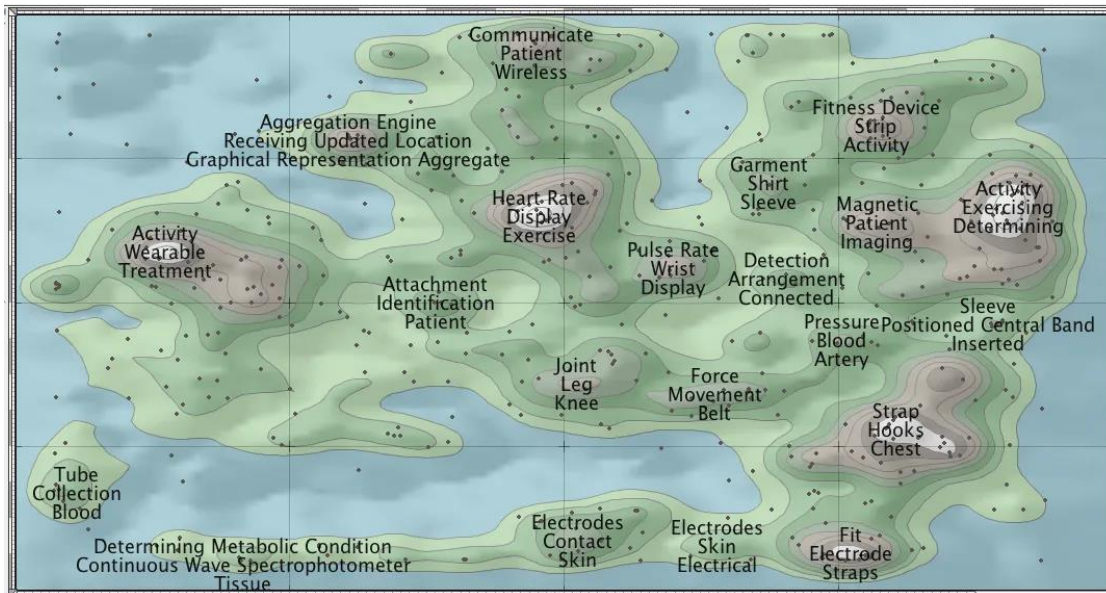 Communicate
Patient
Wireless
Aggregation Engine
Receiving Updated Location
Graphical Representation Aggregate
Fitness Device
Strip
Activity
Garment
Shirt
Sleeve
Heart Rate
Display
Exercise
Magnetic
Patient
Imaging
Activity
Exercising
Determining
Activity
Wearable
Treatment
Pulse Rate
Wrist
Display
Detection
Arrangement
Connected
Attachment
Identification
Patient
Sleeve
Positioned Central Band
Inserted
Pressure
Blood
Artery
Joint
Leg
Knee
Force
Movement
Belt
Strap
Hooks
Chest
Tube
Collection
Blood
Electrodes
Contact
Skin
Electrodes
Skin
Electrical
Fit
Electrode
Straps
Determining Metabolic Condition
Continuous Wave Spectrophotometer
Tissue